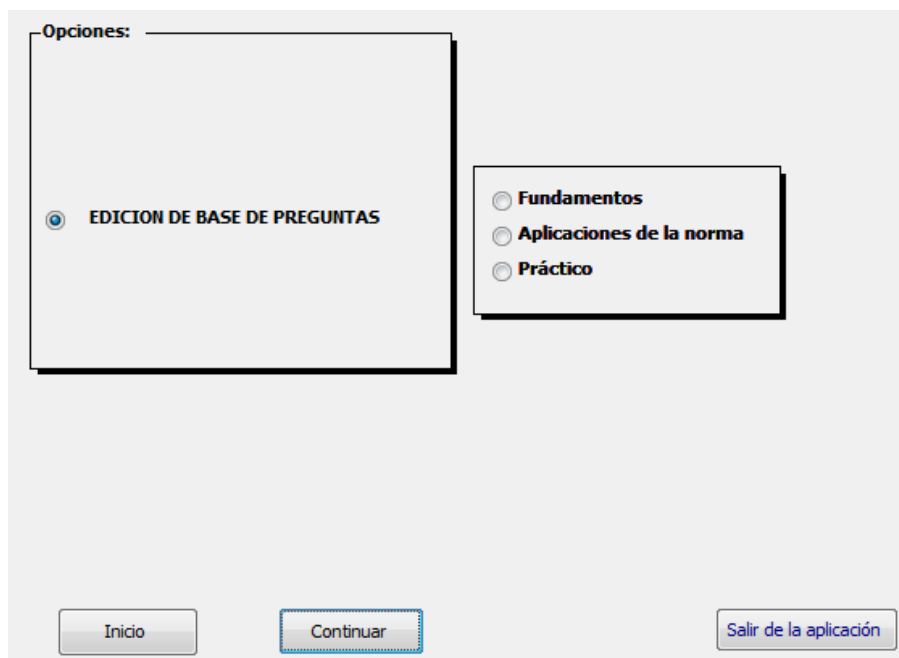 Opciones:
EDICION DE BASE DE PREGUNTAS
Fundamentos
Aplicaciones de la norma
Práctico
Inicio
Continuar
Salir de la aplicación